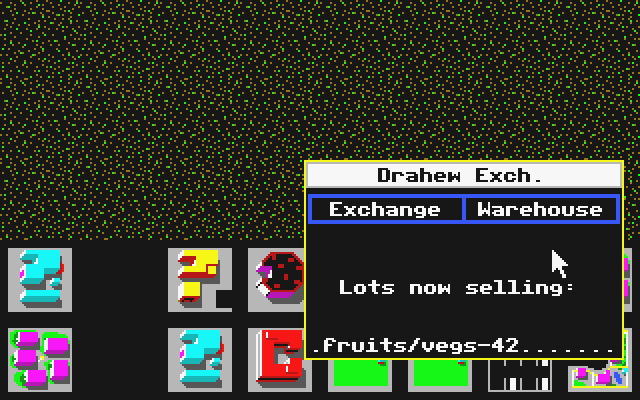 Drahew Exch.
Exchange Warehouse
Lots now selling:
.fruits/vegs-42.......